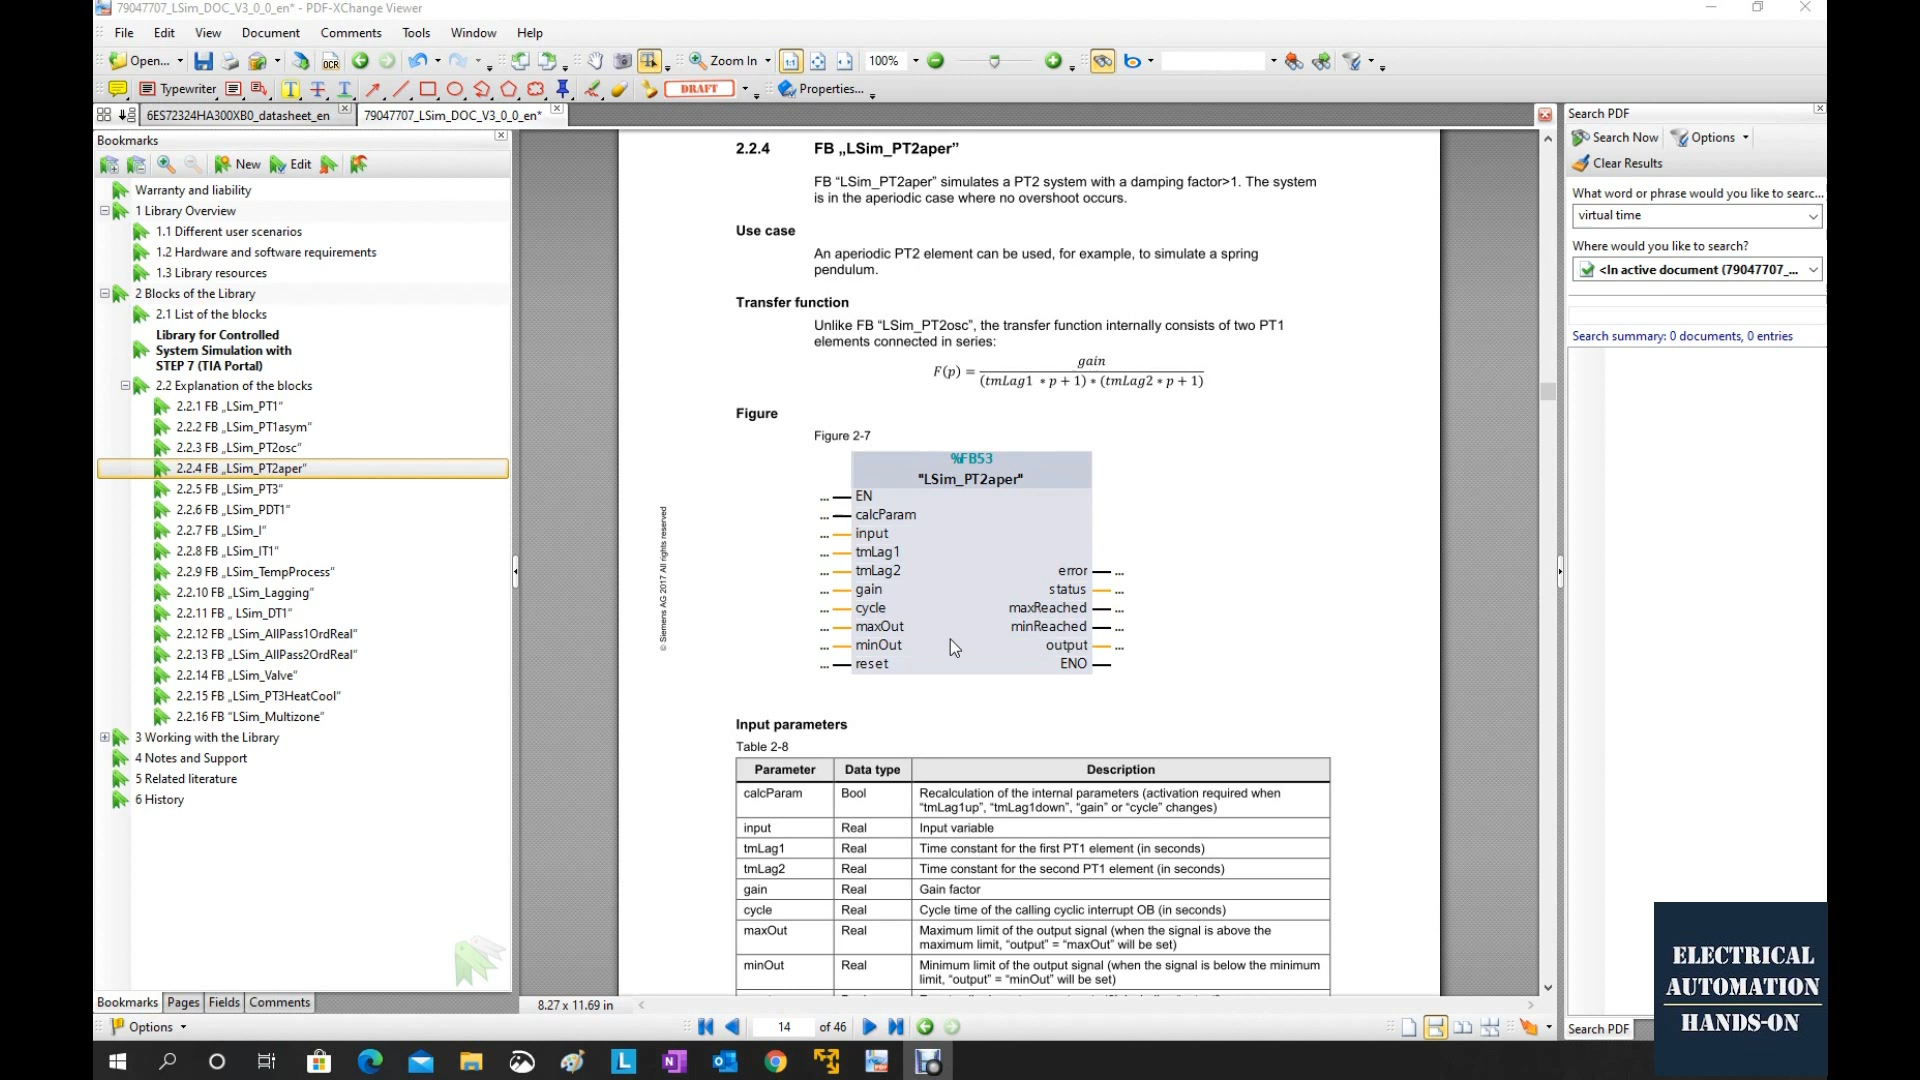 79047707_LSim_DOC_V3_0_0_en* - PDF-XChange Viewer
File Edit View Document Comments Tools Window Help
Open... OCR Zoom In 100%
Typewriter DRAFT Properties...
6ES72324HA300XB0_datasheet_en 79047707_LSim_DOC_V3_0_0_en*
Bookmarks
New Edit
Warranty and liability
1 Library Overview
1.1 Different user scenarios
1.2 Hardware and software requirements
1.3 Library resources
2 Blocks of the Library
2.1 List of the blocks
Library for Controlled
System Simulation with
STEP 7 (TIA Portal)
2.2 Explanation of the blocks
2.2.1 FB „LSim_PT1"
2.2.2 FB „LSim_PT1asym"
2.2.3 FB „LSim_PT2osc"
2.2.4 FB „LSim_PT2aper"
2.2.5 FB „LSim_PT3"
2.2.6 FB „LSim_PDT1"
2.2.7 FB „LSim_I"
2.2.8 FB „LSim_IT1"
2.2.9 FB „LSim_TempProcess"
2.2.10 FB „LSim_Lagging"
2.2.11 FB „ LSim_DT1"
2.2.12 FB „LSim_AllPass1OrdReal"
2.2.13 FB „LSim_AllPass2OrdReal"
2.2.14 FB „LSim_Valve"
2.2.15 FB „LSim_PT3HeatCool"
2.2.16 FB "LSim_Multizone"
3 Working with the Library
4 Notes and Support
5 Related literature
6 History
Bookmarks Pages Fields Comments
Options
2.2.4 FB „LSim_PT2aper"
FB "LSim_PT2aper" simulates a PT2 system with a damping factor>1. The system
is in the aperiodic case where no overshoot occurs.
Use case
An aperiodic PT2 element can be used, for example, to simulate a spring
pendulum.
Transfer function
Unlike FB "LSim_PT2osc", the transfer function internally consists of two PT1
elements connected in series:
gain
F(p) =
(tmLag1 * p + 1) * (tmLag2 * p + 1)
Figure
Figure 2-7
%FB53
"LSim_PT2aper"
... EN
... calcParam
... input
... tmLag1
... tmLag2 error ...
... gain status ...
... cycle maxReached ...
... maxOut minReached ...
... minOut output ...
... reset ENO
© Siemens AG 2017 All rights reserved
Input parameters
Table 2-8
Parameter Data type Description
calcParam Bool Recalculation of the internal parameters (activation required when
"tmLag1up", "tmLag1down", "gain" or "cycle" changes)
input Real Input variable
tmLag1 Real Time constant for the first PT1 element (in seconds)
tmLag2 Real Time constant for the second PT1 element (in seconds)
gain Real Gain factor
cycle Real Cycle time of the calling cyclic interrupt OB (in seconds)
maxOut Real Maximum limit of the output signal (when the signal is above the
maximum limit, "output" = "maxOut" will be set)
minOut Real Minimum limit of the output signal (when the signal is below the minimum
limit, "output" = "minOut" will be set)
8.27 x 11.69 in
14 of 46
Search PDF
Search Now Options
Clear Results
What word or phrase would you like to searc...
virtual time
Where would you like to search?
<In active document (79047707_...
Search summary: 0 documents, 0 entries
Search PDF
ELECTRICAL
AUTOMATION
HANDS-ON